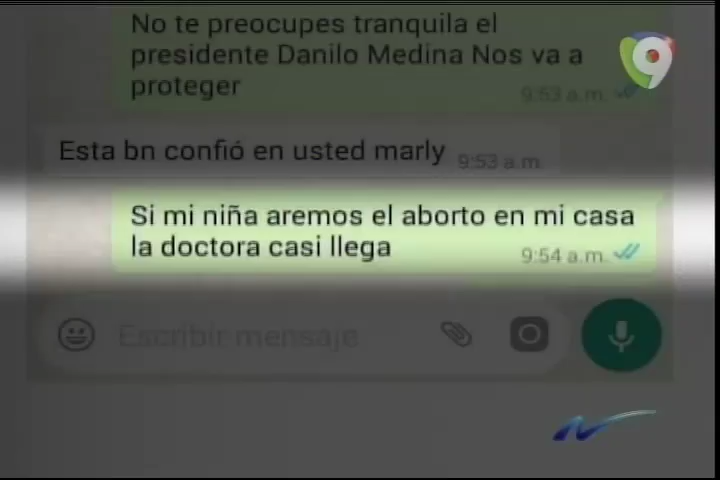 No te preocupes tranquila el
presidente Danilo Medina Nos va a
proteger
9:53 a.m.
Esta bn confió en usted marly
9:53 a.m.
Si mi niña aremos el aborto en mi casa
la doctora casi llega
9:54 a.m.
Escribir mensaje
9